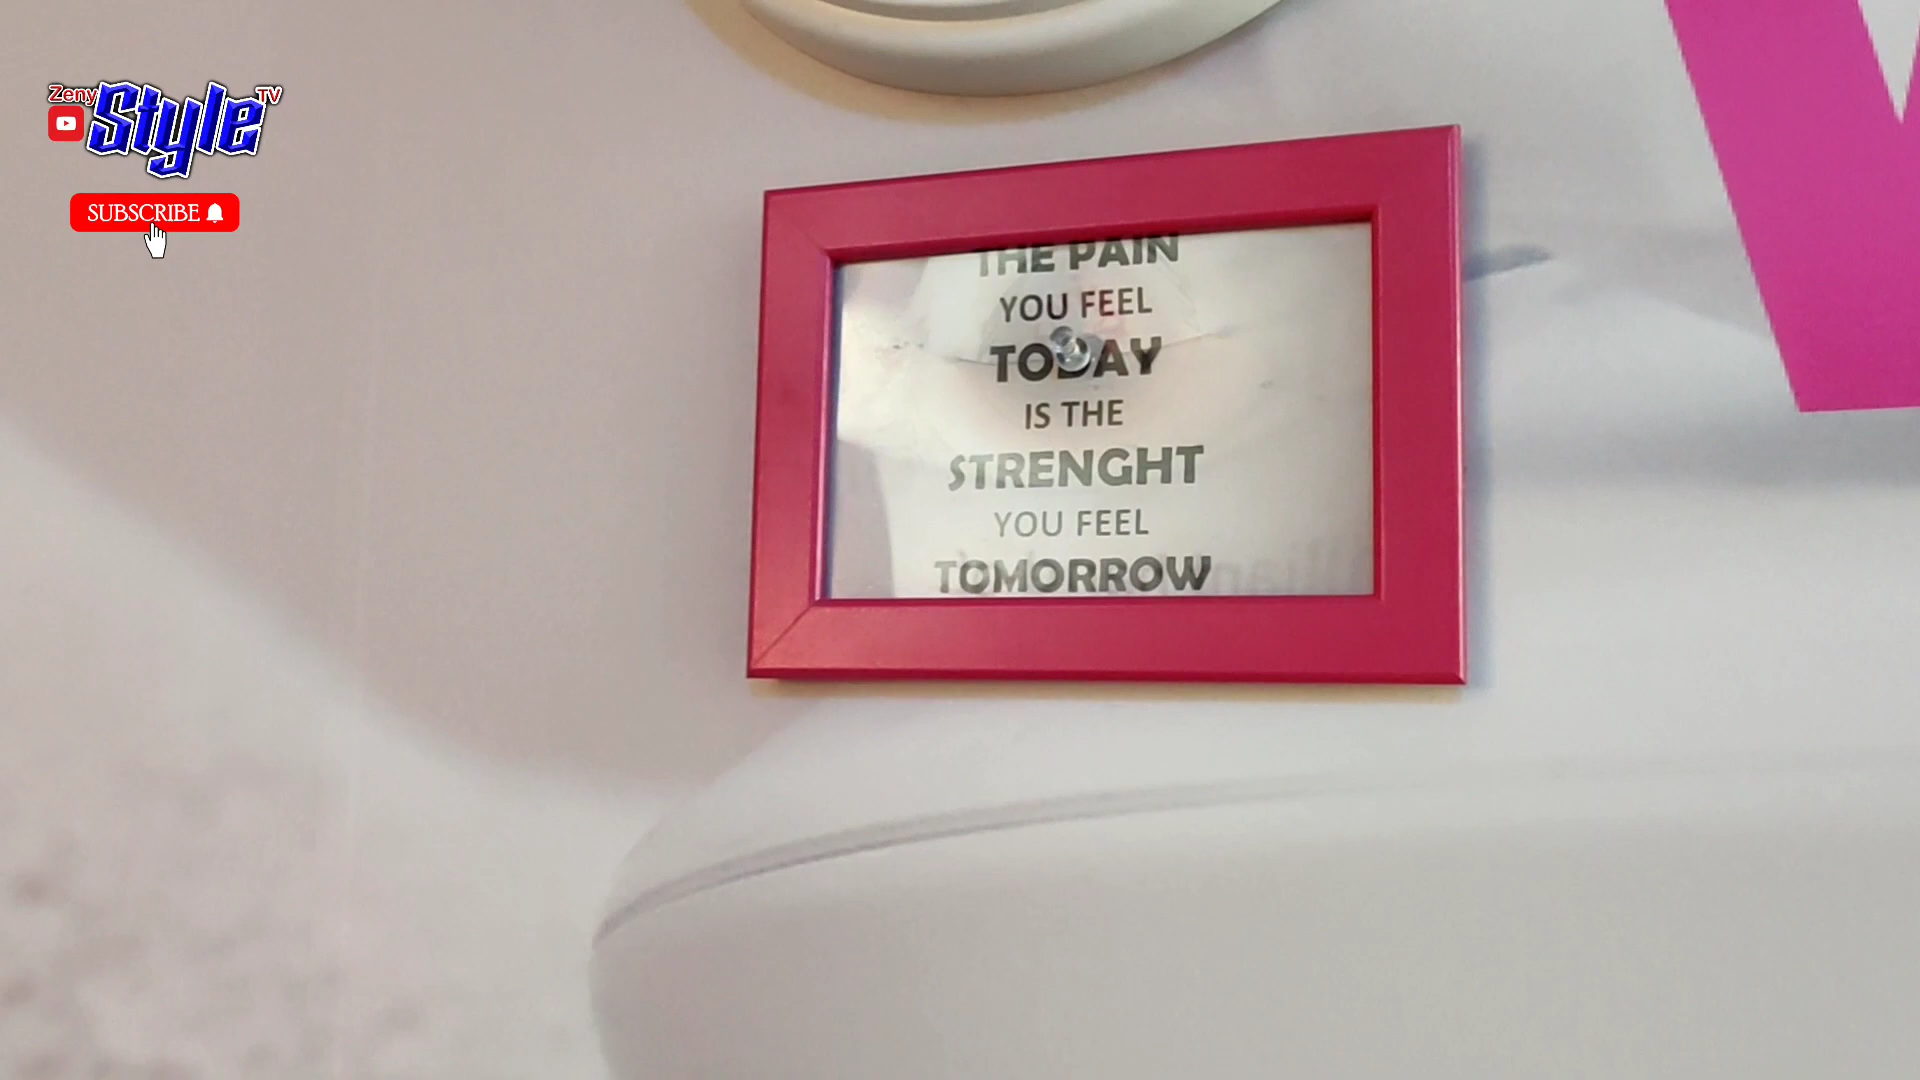 Zeny Style TV
SUBSCRIBE
THE PAIN
YOU FEEL
TODAY
IS THE
STRENGHT
YOU FEEL
TOMORROW